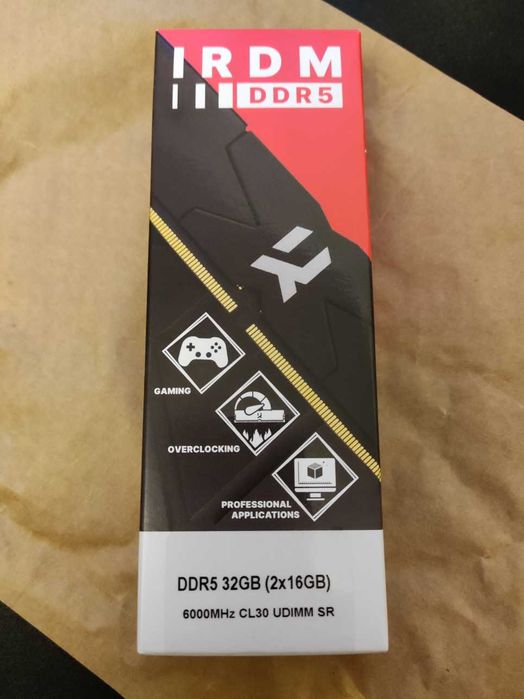 IRDM
DDR5
GAMING
OVERCLOCKING
PROFESSIONAL
APPLICATIONS
DDR5 32GB (2x16GB)
6000MHz CL30 UDIMM SR